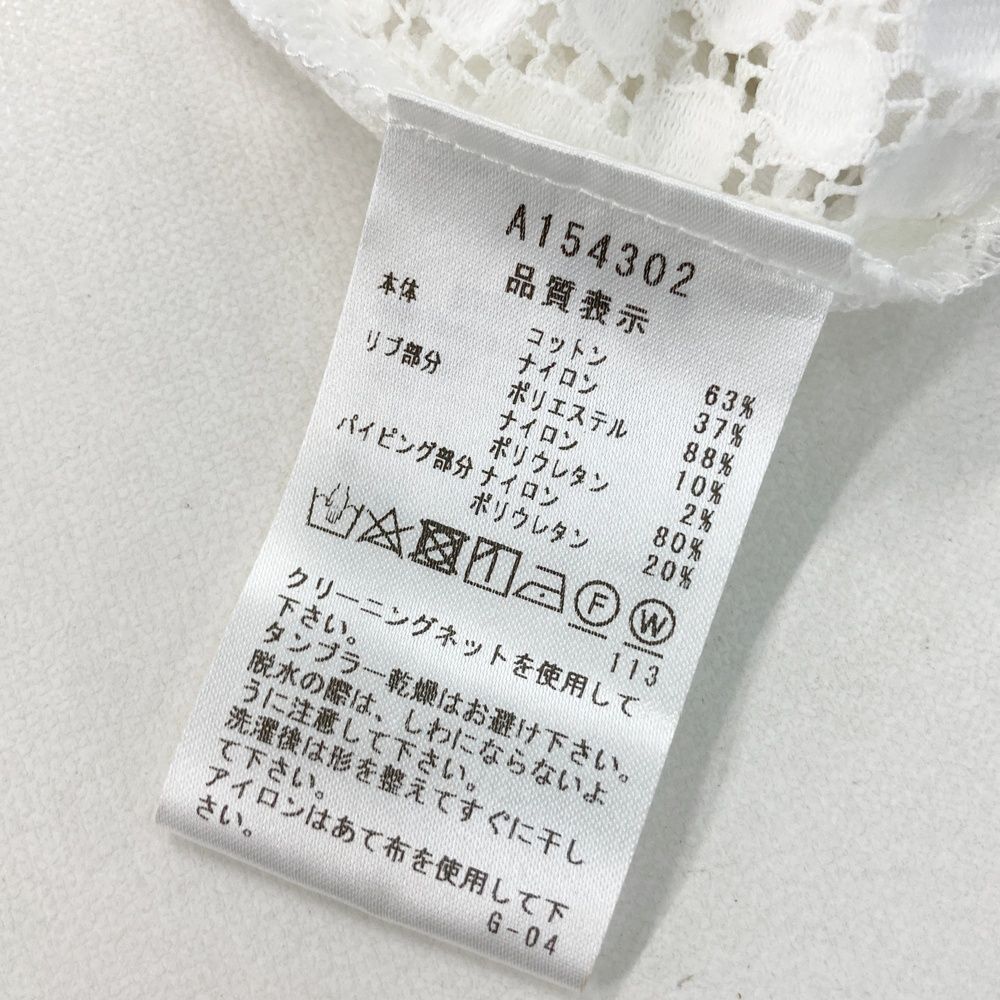 A154302
品質表示
本体 コットン 63%
ナイロン 37%
リブ部分 ポリエステル 88%
ナイロン 10%
ポリウレタン 2%
パイピング部分 ナイロン 80%
ポリウレタン 20%
F W
113
クリーニングネットを使用して
下さい。
タンブラー乾燥はお避け下さい。
脱水の際は、しわにならないよ
うに注意して下さい。
洗濯後は形を整えてすぐに干し
て下さい。
アイロンはあて布を使用して下
さい。
G-04